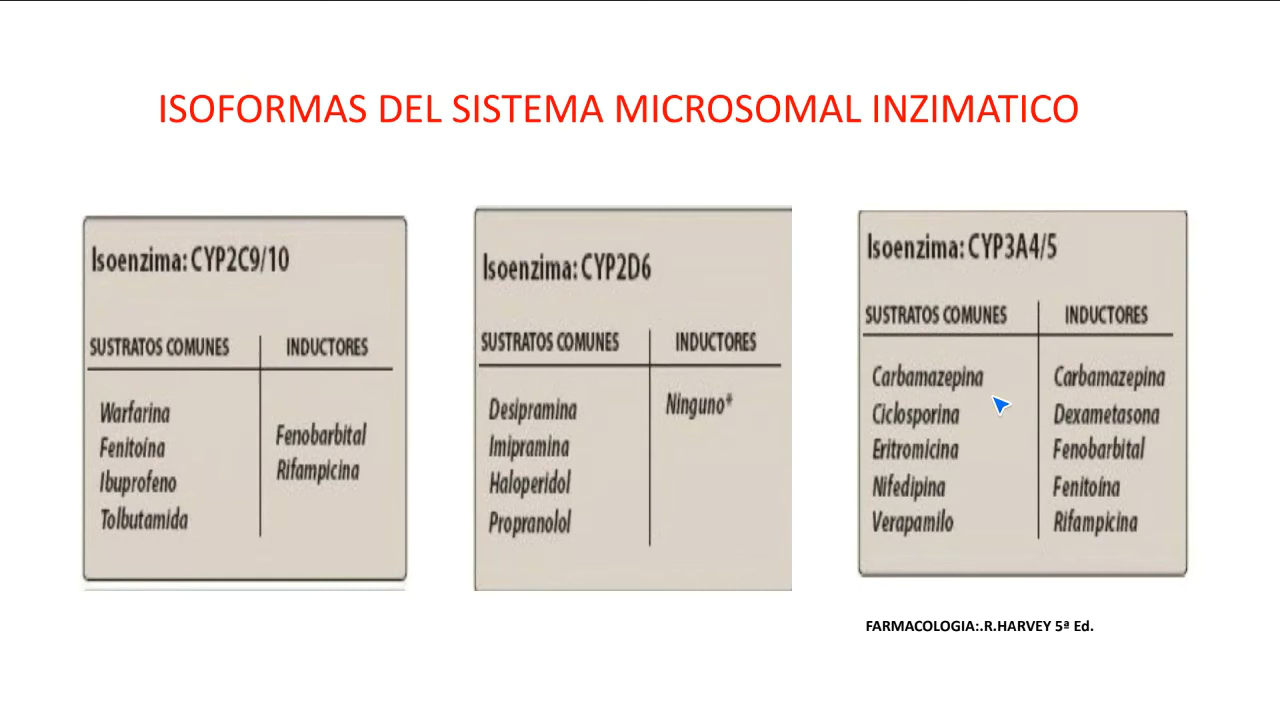 ISOFORMAS DEL SISTEMA MICROSOMAL INZIMATICO
Isoenzima: CYP2C9/10
SUSTRATOS COMUNES INDUCTORES
Warfarina
Fenitoína
Ibuprofeno
Tolbutamida
Fenobarbital
Rifampicina
Isoenzima: CYP2D6
SUSTRATOS COMUNES INDUCTORES
Desipramina
Imipramina
Haloperidol
Propranolol
Ninguno*
Isoenzima: CYP3A4/5
SUSTRATOS COMUNES INDUCTORES
Carbamazepina Carbamazepina
Ciclosporina Dexametasona
Eritromicina Fenobarbital
Nifedipina Fenitoína
Verapamilo Rifampicina
FARMACOLOGIA:.R.HARVEY 5ª Ed.